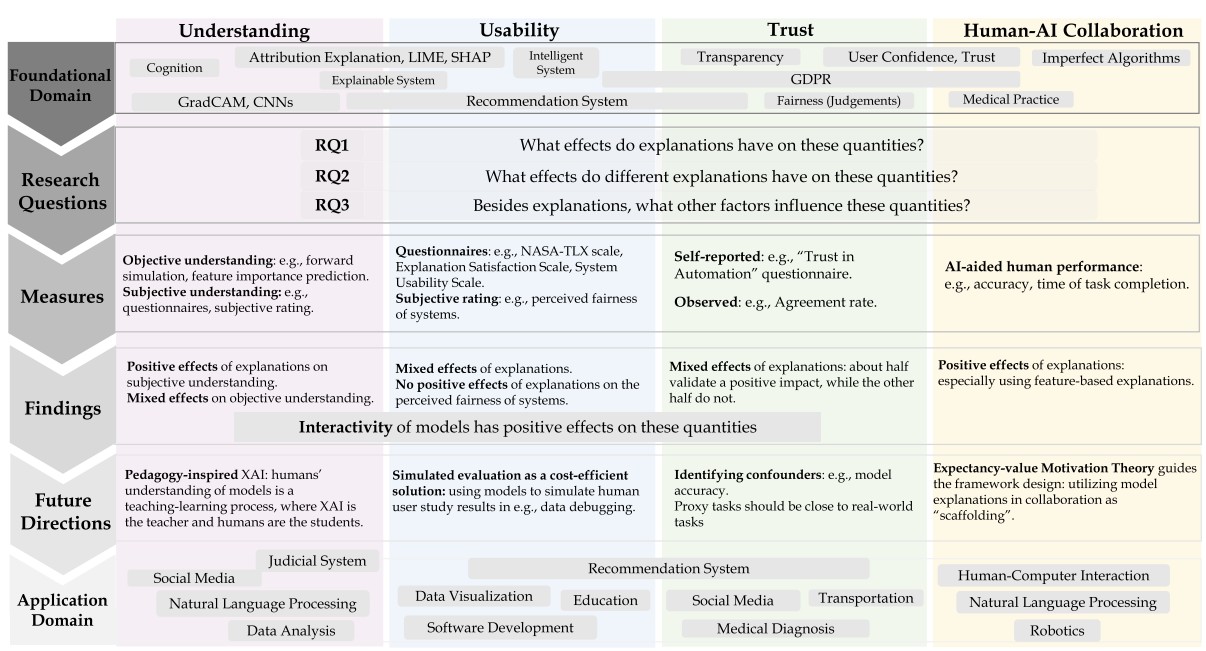 Understanding
Usability
Trust
Human-AI Collaboration
Foundational
Domain
Cognition
Attribution Explanation, LIME, SHAP
Explainable System
Intelligent
System
Transparency
User Confidence, Trust
Imperfect Algorithms
GDPR
GradCAM, CNNs
Recommendation System
Fairness (Judgements)
Medical Practice
Research
Questions
RQ1 What effects do explanations have on these quantities?
RQ2 What effects do different explanations have on these quantities?
RQ3 Besides explanations, what other factors influence these quantities?
Measures
Objective understanding: e.g., forward
simulation, feature importance prediction.
Subjective understanding: e.g.,
questionnaires, subjective rating.
Questionnaires: e.g., NASA-TLX scale,
Explanation Satisfaction Scale, System
Usability Scale.
Subjective rating: e.g., perceived fairness
of systems.
Self-reported: e.g., “Trust in
Automation” questionnaire.
Observed: e.g., Agreement rate.
AI-aided human performance:
e.g., accuracy, time of task completion.
Findings
Positive effects of explanations on
subjective understanding.
Mixed effects on objective understanding.
Mixed effects of explanations.
No positive effects of explanations on the
perceived fairness of systems.
Mixed effects of explanations: about half
validate a positive impact, while the other
half do not.
Positive effects of explanations:
especially using feature-based explanations.
Interactivity of models has positive effects on these quantities
Future
Directions
Pedagogy-inspired XAI: humans’
understanding of models is a
teaching-learning process, where XAI is
the teacher and humans are the students.
Simulated evaluation as a cost-efficient
solution: using models to simulate human
user study results in e.g., data debugging.
Identifying confounders: e.g., model
accuracy.
Proxy tasks should be close to real-world
tasks
Expectancy-value Motivation Theory guides
the framework design: utilizing model
explanations in collaboration as
“scaffolding”.
Application
Domain
Judicial System
Social Media
Natural Language Processing
Data Analysis
Recommendation System
Data Visualization
Education
Software Development
Social Media
Transportation
Medical Diagnosis
Human-Computer Interaction
Natural Language Processing
Robotics